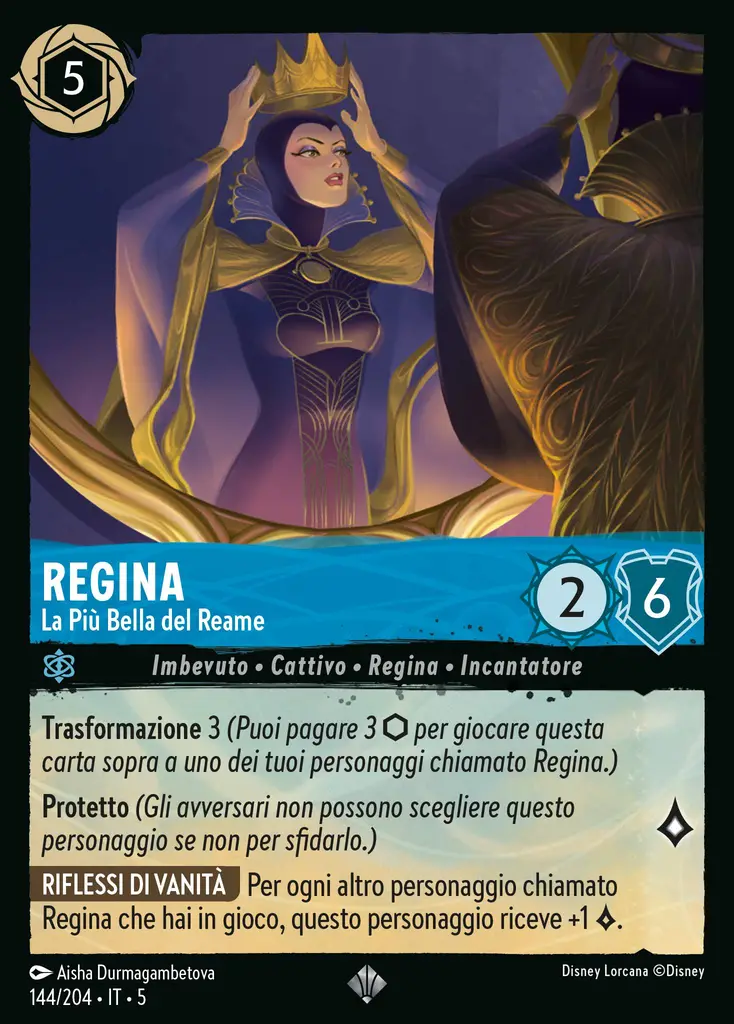 5
REGINA
La Più Bella del Reame
2
6
Imbevuto • Cattivo • Regina • Incantatore
Trasformazione 3 (Puoi pagare 3 ⬡ per giocare questa
carta sopra a uno dei tuoi personaggi chiamato Regina.)
Protetto (Gli avversari non possono scegliere questo
personaggio se non per sfidarlo.)
RIFLESSI DI VANITÀ Per ogni altro personaggio chiamato
Regina che hai in gioco, questo personaggio riceve +1 .
Aisha Durmagambetova
Disney Lorcana ©Disney
144/204 • IT • 5